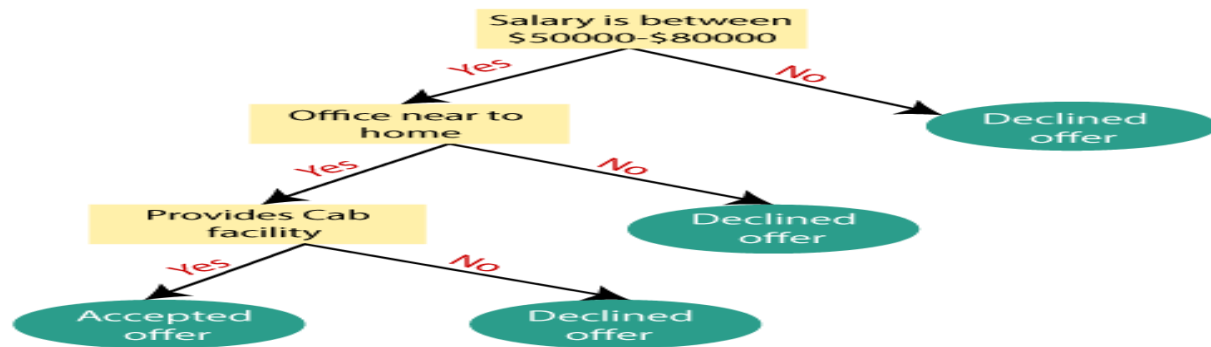 Salary is between
$50000-$80000
Yes
No
Office near to
home
Declined
offer
Yes
No
Provides Cab
facility
Declined
offer
Yes
No
Accepted
offer
Declined
offer